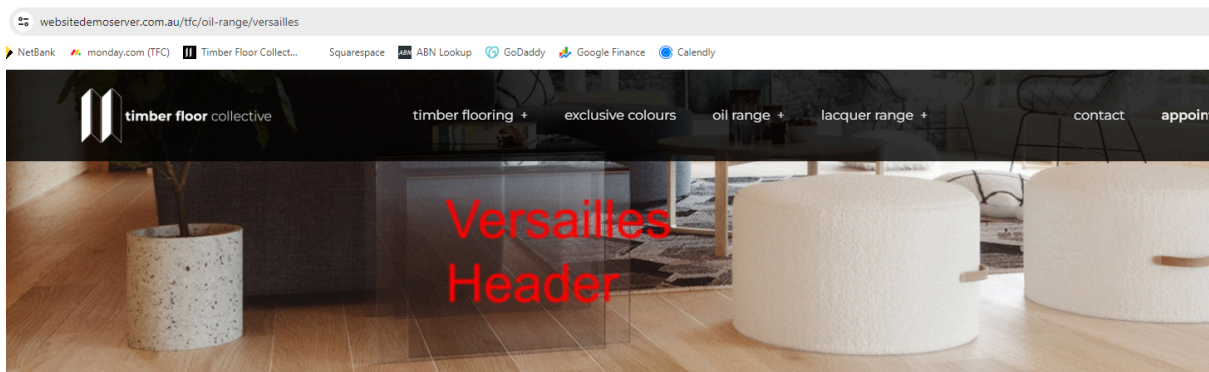 websitedemoserver.com.au/tfc/oil-range/versailles
NetBank monday.com (TFC) Timber Floor Collect... Squarespace ABN ABN Lookup GoDaddy Google Finance Calendly
timber floor collective timber flooring + exclusive colours oil range + lacquer range + contact appoin
Versailles
Header